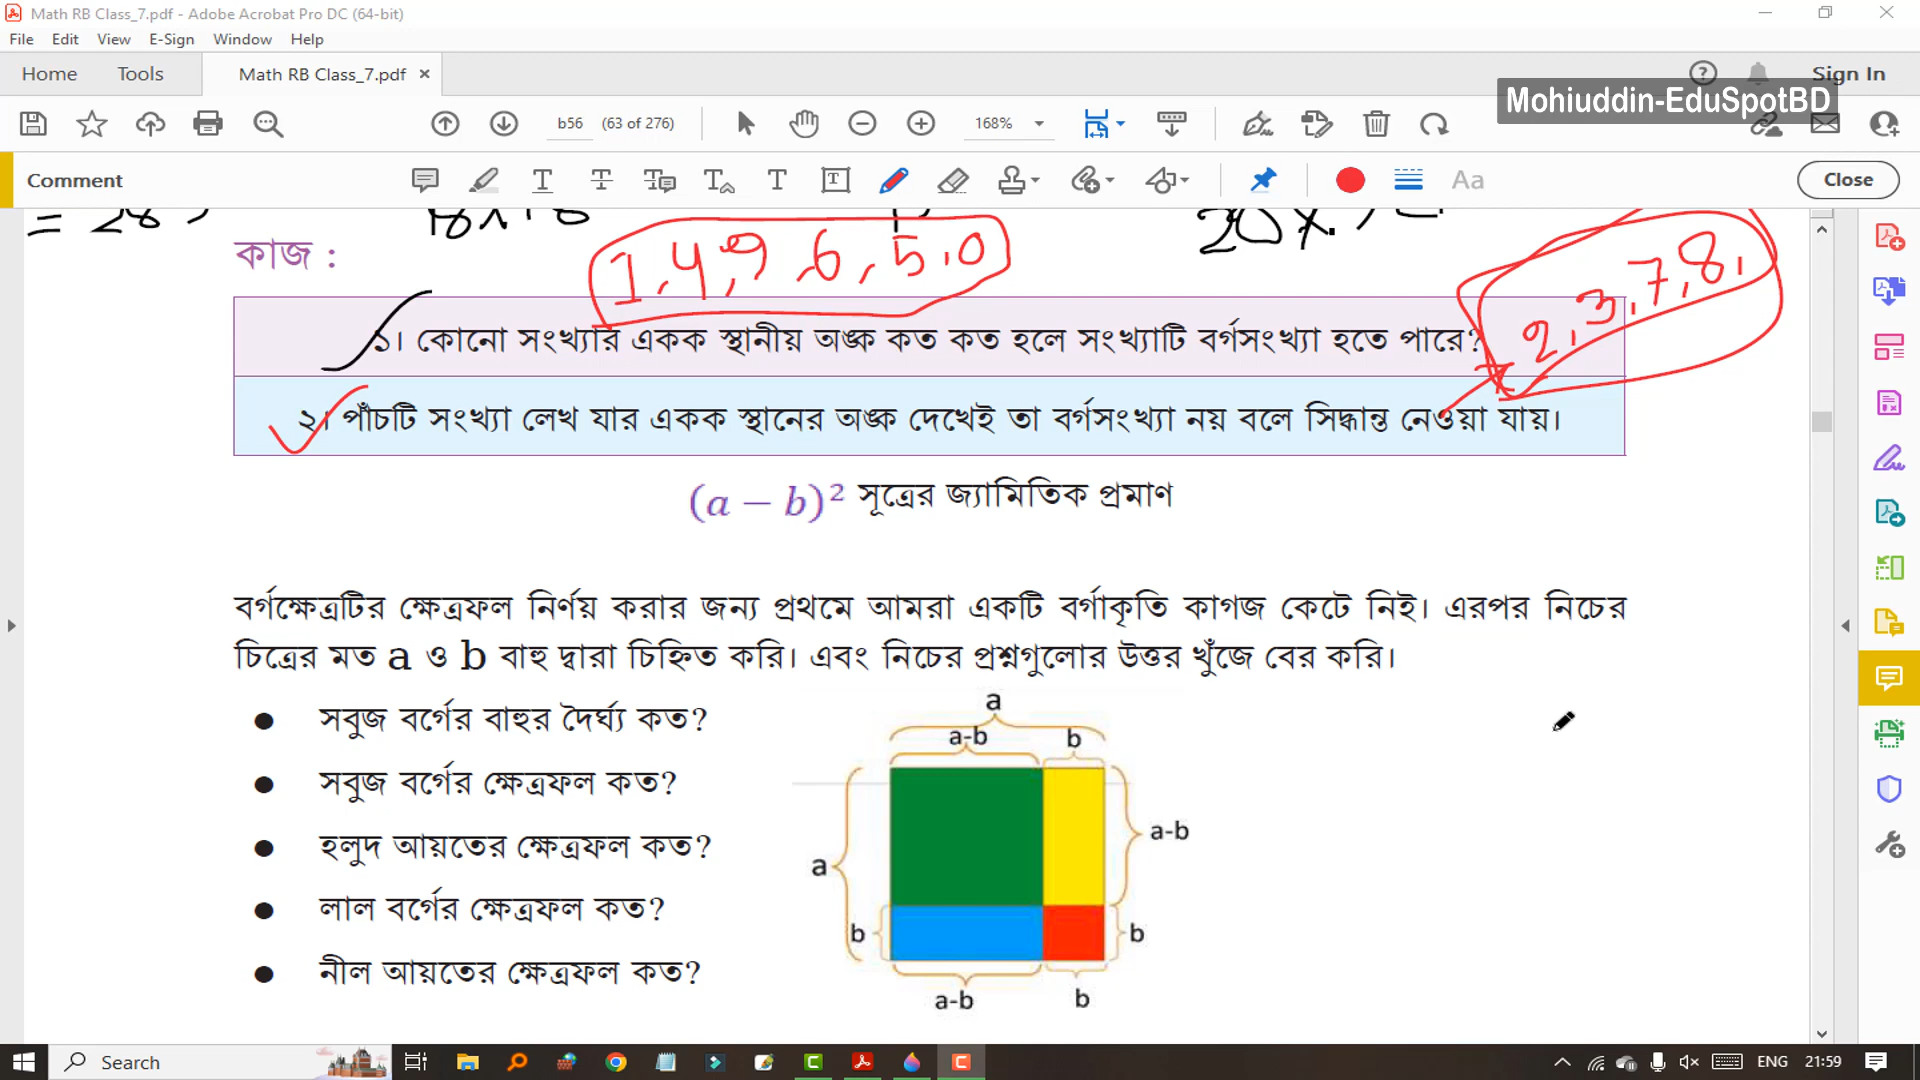 Math RB Class_7.pdf - Adobe Acrobat Pro DC (64-bit)
File Edit View E-Sign Window Help
Home Tools Math RB Class_7.pdf × Sign In
Mohiuddin-EduSpotBD
b56 (63 of 276) 168%
Comment Aa Close
= 28 18x18 20x
কাজ : 1, 4, 9, 6, 5, 0
2, 3, 7, 8,
১। কোনো সংখ্যার একক স্থানীয় অঙ্ক কত কত হলে সংখ্যাটি বর্গসংখ্যা হতে পারে?
২। পাঁচটি সংখ্যা লেখ যার একক স্থানের অঙ্ক দেখেই তা বর্গসংখ্যা নয় বলে সিদ্ধান্ত নেওয়া যায়।
(a − b)² সূত্রের জ্যামিতিক প্রমাণ
বর্গক্ষেত্রটির ক্ষেত্রফল নির্ণয় করার জন্য প্রথমে আমরা একটি বর্গাকৃতি কাগজ কেটে নিই। এরপর নিচের
চিত্রের মত a ও b বাহু দ্বারা চিহ্নিত করি। এবং নিচের প্রশ্নগুলোর উত্তর খুঁজে বের করি।
● সবুজ বর্গের বাহুর দৈর্ঘ্য কত?
● সবুজ বর্গের ক্ষেত্রফল কত?
● হলুদ আয়তের ক্ষেত্রফল কত?
● লাল বর্গের ক্ষেত্রফল কত?
● নীল আয়তের ক্ষেত্রফল কত?
a
a-b b
a-b
a
b b
a-b b
Search ENG 21:59